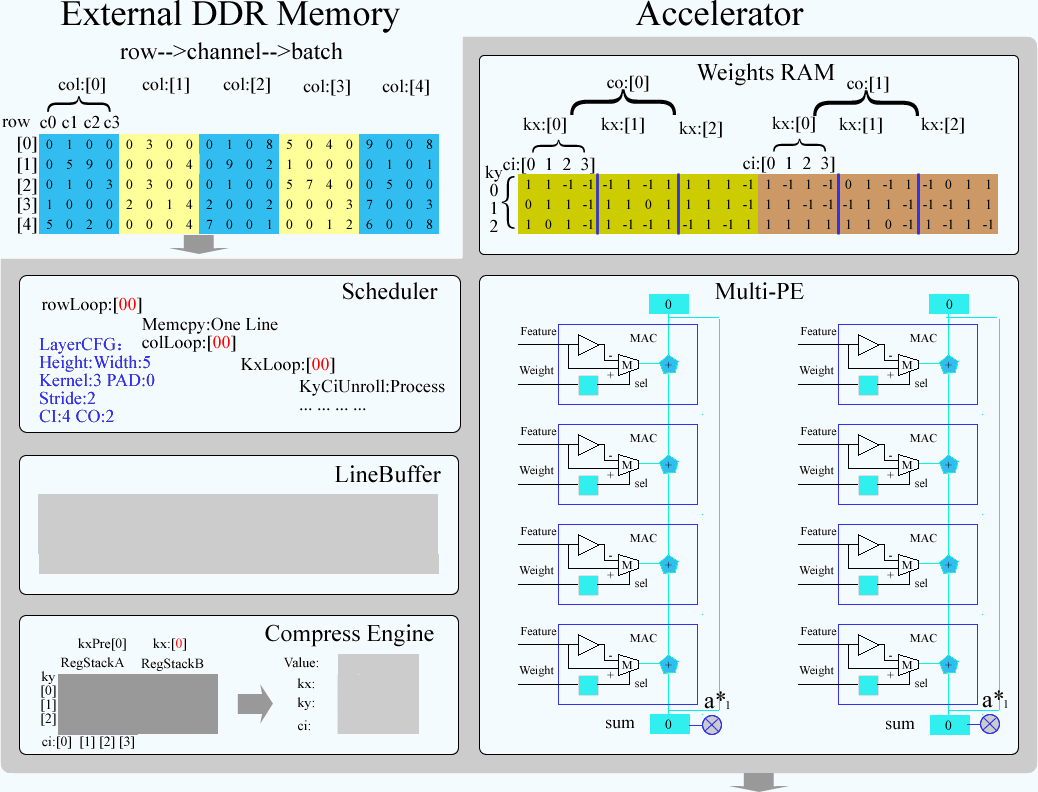 External DDR Memory
Accelerator
row-->channel-->batch
col:[0] col:[1] col:[2] col:[3] col:[4]
row c0 c1 c2 c3
[0] 0 1 0 0 0 3 0 0 0 1 0 8 5 0 4 0 9 0 0 8
[1] 0 5 9 0 0 0 0 4 0 9 0 2 1 0 0 0 0 1 0 1
[2] 0 1 0 3 0 3 0 0 0 1 0 0 5 7 4 0 0 5 0 0
[3] 1 0 0 0 2 0 1 4 2 0 0 2 0 0 0 3 7 0 0 3
[4] 5 0 2 0 0 0 0 4 7 0 0 1 0 0 1 2 6 0 0 8
Weights RAM
co:[0] co:[1]
kx:[0] kx:[1] kx:[2] kx:[0] kx:[1] kx:[2]
ci:[0 1 2 3] ci:[0 1 2 3]
ky
0 1 1 -1 -1 1 -1 -1 1 1 1 1 -1 1 -1 1 -1 0 1 -1 1 -1 0 1 1
1 0 1 1 -1 1 1 0 1 1 1 1 -1 1 1 1 -1 1 1 1 1 -1 1 1 1
2 1 0 1 -1 -1 1 -1 1 -1 1 1 -1 1 1 1 -1 1 1 0 -1 1 1 -1 1
Scheduler
rowLoop:[00]
Memcpy:One Line
colLoop:[00]
KxLoop:[00]
KyCiUnroll:Process
... ... ... ...
LayerCFG：
Height:Width:5
Kernel:3 PAD:0
Stride:2
CI:4 CO:2
LineBuffer
Compress Engine
kxPre[0] kx:[0]
RegStackA RegStackB
ky
[0]
[1]
[2]
ci:[0] [1] [2] [3]
Value:
kx:
ky:
ci:
Multi-PE
0 0
Feature MAC Feature MAC
- M + -  M +
Weight + sel Weight + sel
Feature MAC Feature MAC
- M + - M +
Weight + sel Weight + sel
Feature MAC Feature MAC
- M + - M +
Weight + sel Weight + sel
Feature MAC Feature MAC
- M + - M +
Weight + sel Weight + sel
a*1 a*1
sum 0 sum 0